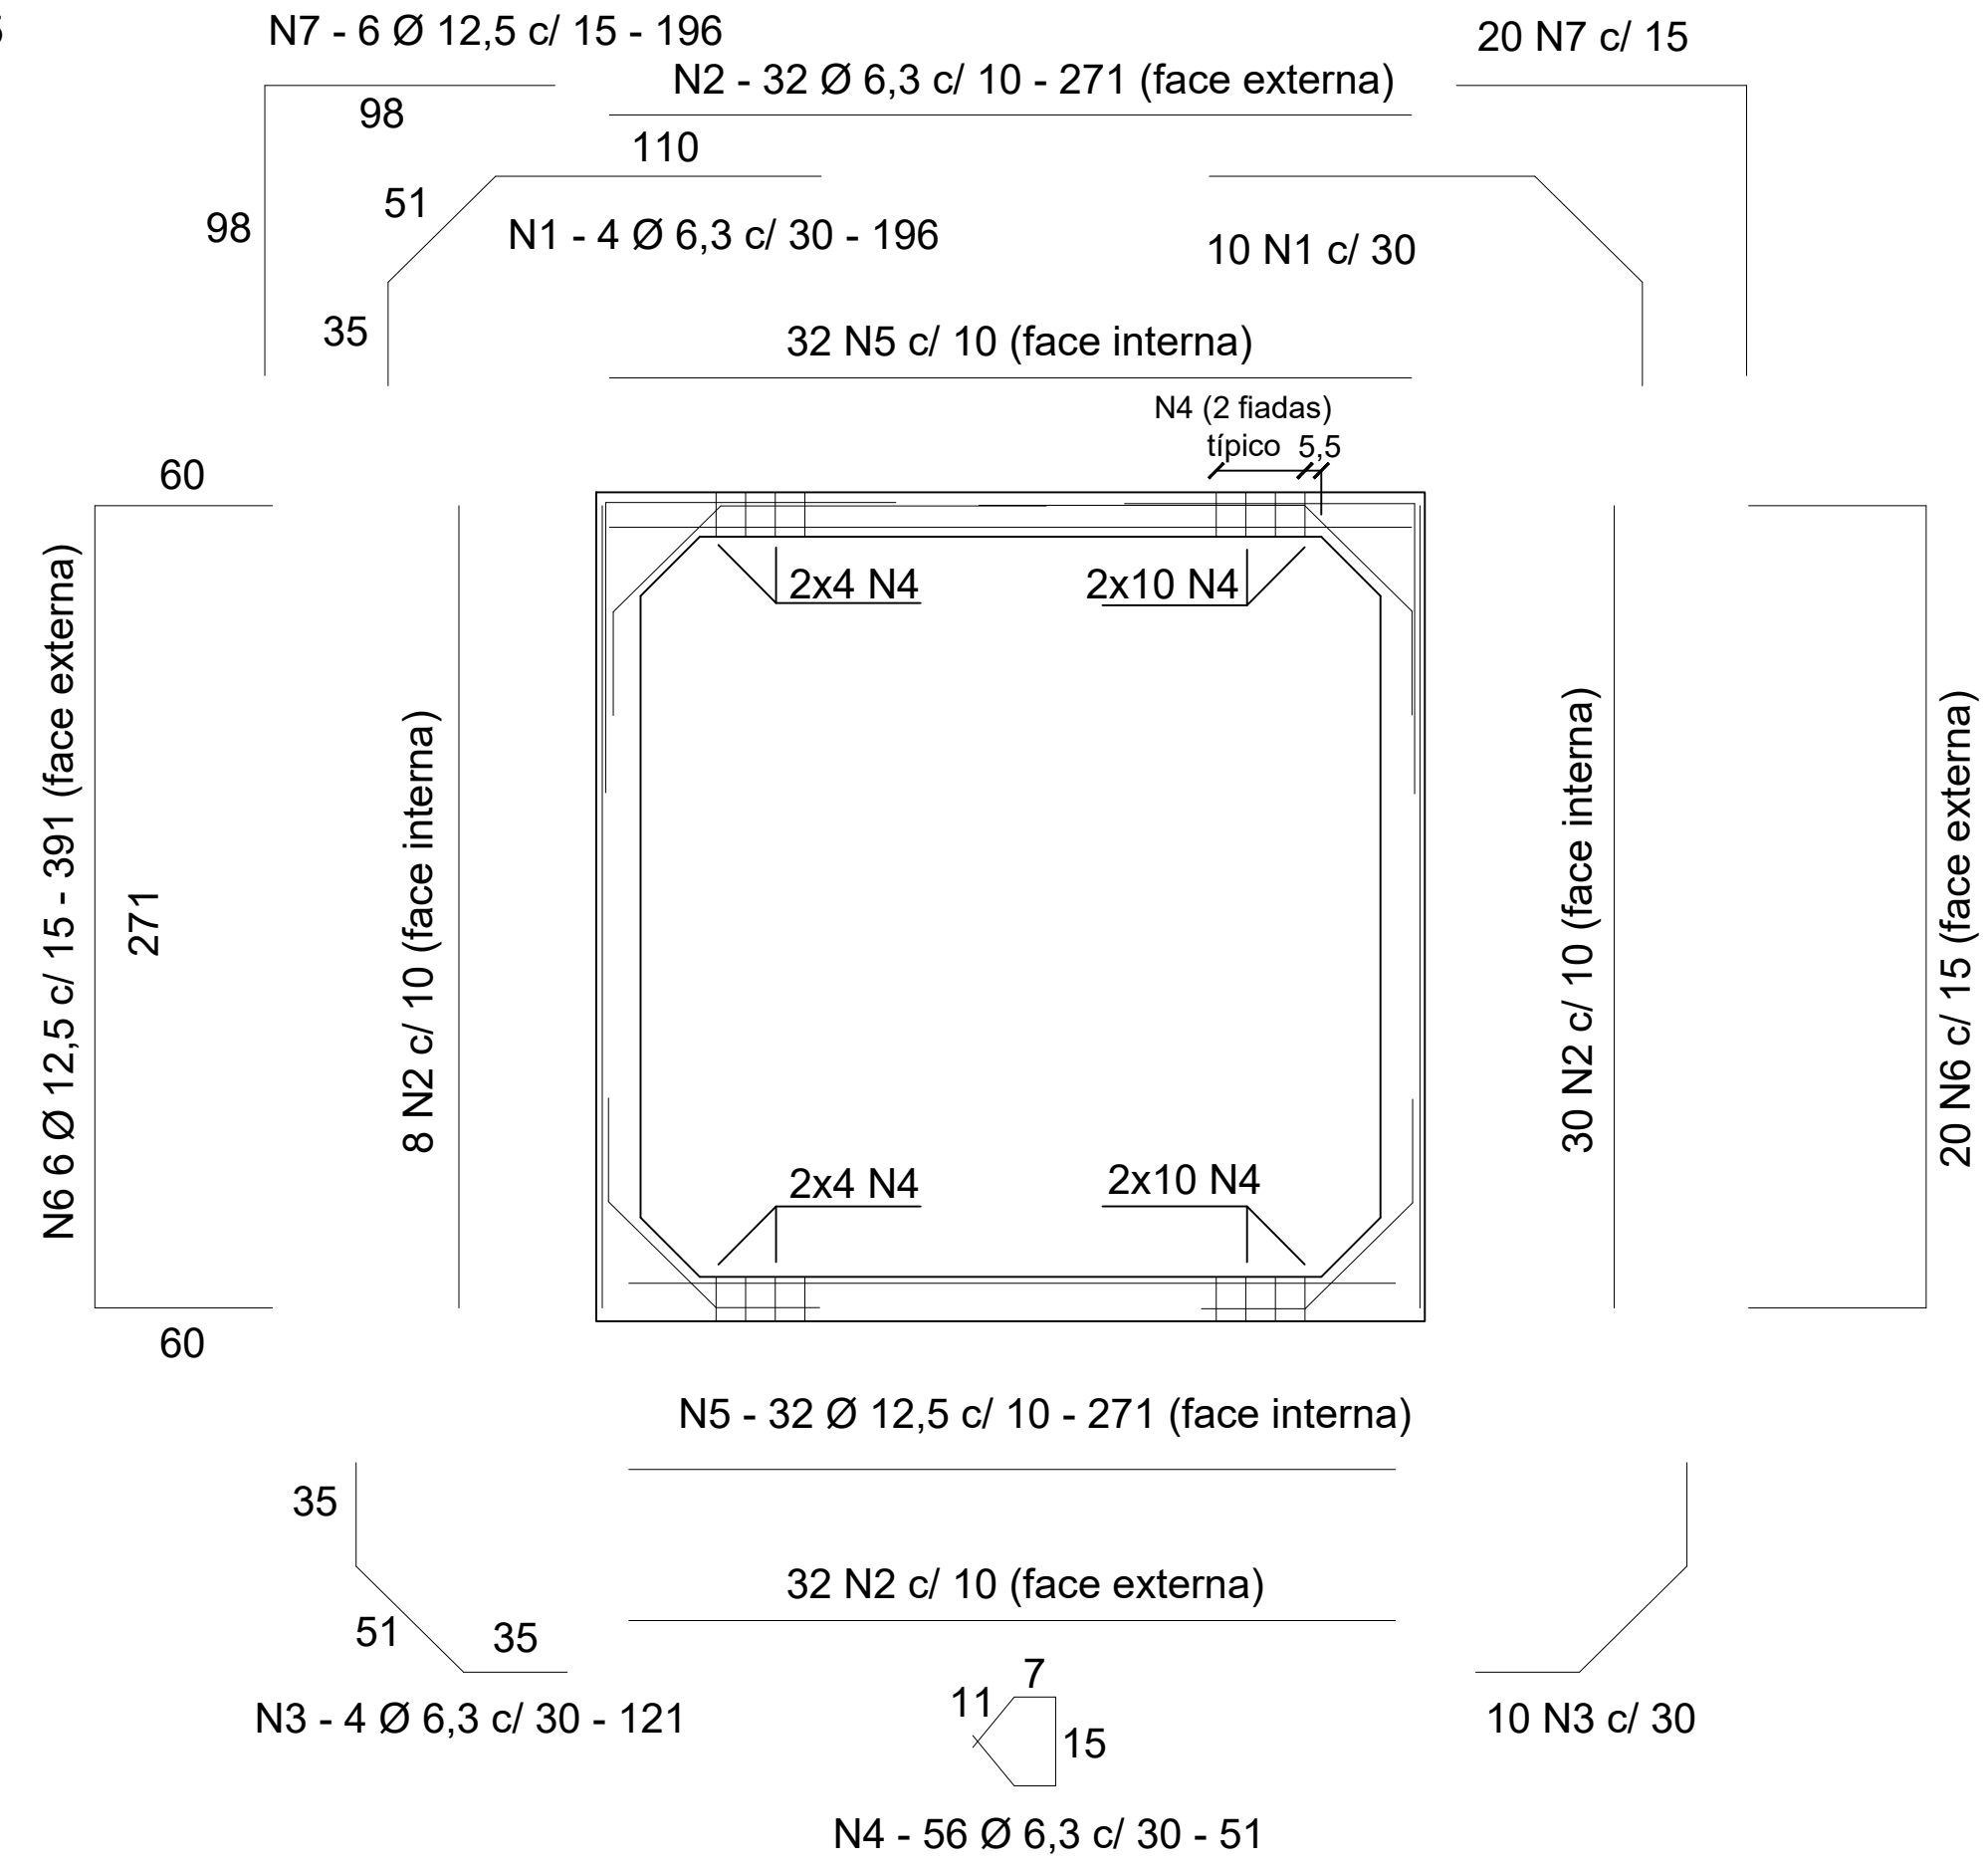 N7 - 6 Ø 12,5 c/ 15 - 196
20 N7 c/ 15
N2 - 32 Ø 6,3 c/ 10 - 271 (face externa)
98
110
51
98
N1 - 4 Ø 6,3 c/ 30 - 196
10 N1 c/ 30
35
32 N5 c/ 10 (face interna)
N4 (2 fiadas)
típico 5,5
60
2x4 N4
2x10 N4
N6 6 Ø 12,5 c/ 15 - 391 (face externa)
271
8 N2 c/ 10 (face interna)
30 N2 c/ 10 (face interna)
20 N6 c/ 15 (face externa)
2x4 N4
2x10 N4
60
N5 - 32 Ø 12,5 c/ 10 - 271 (face interna)
35
32 N2 c/ 10 (face externa)
51
35
7
11
15
N3 - 4 Ø 6,3 c/ 30 - 121
10 N3 c/ 30
N4 - 56 Ø 6,3 c/ 30 - 51